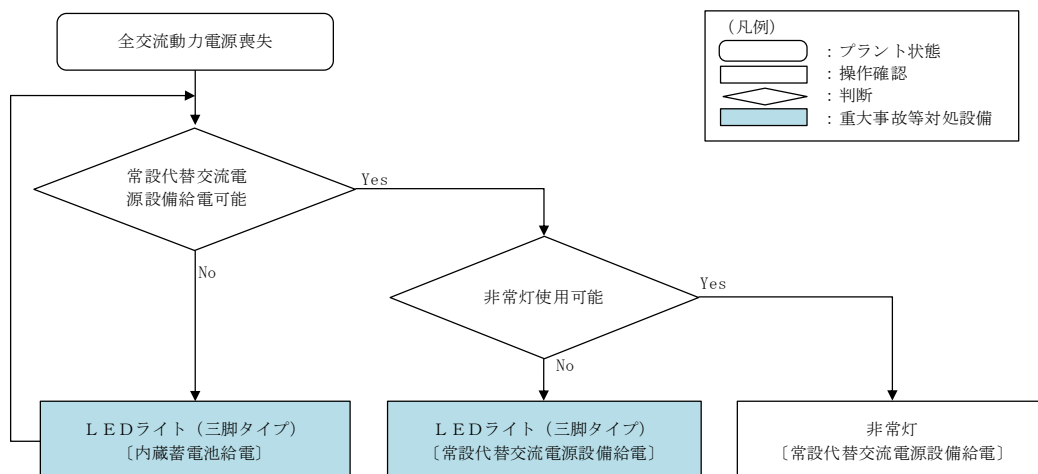 全交流動力電源喪失
(凡例)
：プラント状態
：操作確認
：判断
：重大事故等対処設備
常設代替交流電
源設備給電可能
Yes
No
非常灯使用可能
Yes
No
ＬＥＤライト（三脚タイプ）
〔内蔵蓄電池給電〕
ＬＥＤライト（三脚タイプ）
〔常設代替交流電源設備給電〕
非常灯
〔常設代替交流電源設備給電〕